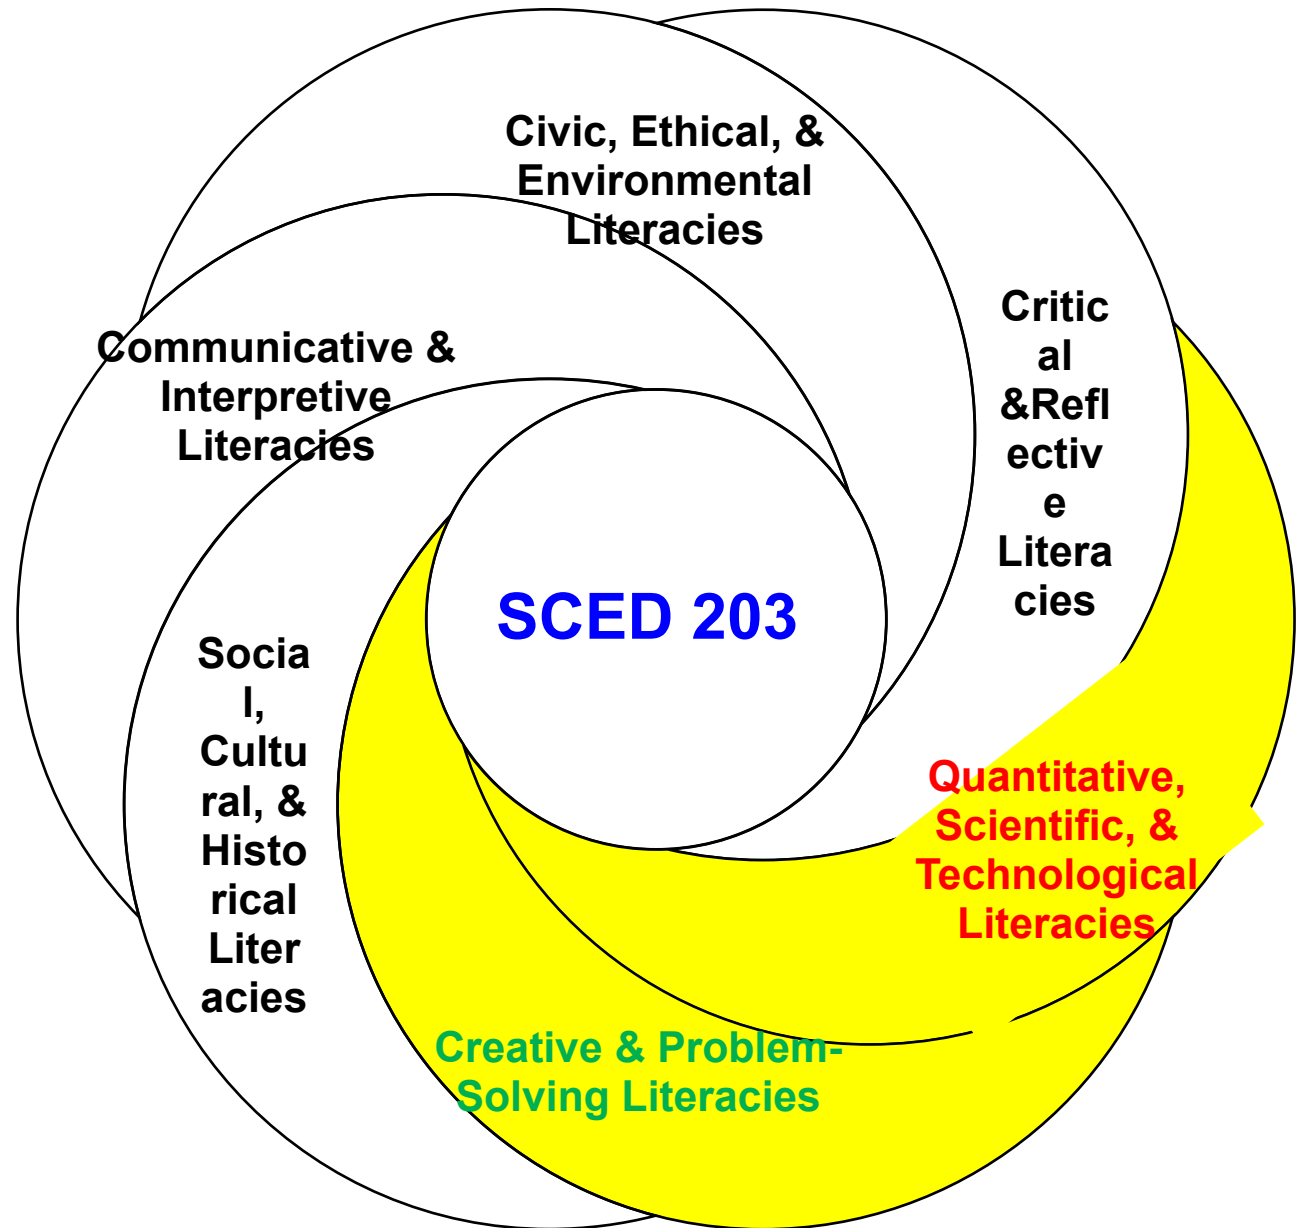 Civic, Ethical, &
Environmental
Literacies
Critic
al
&Refl
ectiv
e
Litera
cies
Communicative &
Interpretive
Literacies
SCED 203
Socia
l,
Cultu
ral, &
Histo
rical
Liter
acies
Quantitative,
Scientific, &
Technological
Literacies
Creative & Problem-
Solving Literacies